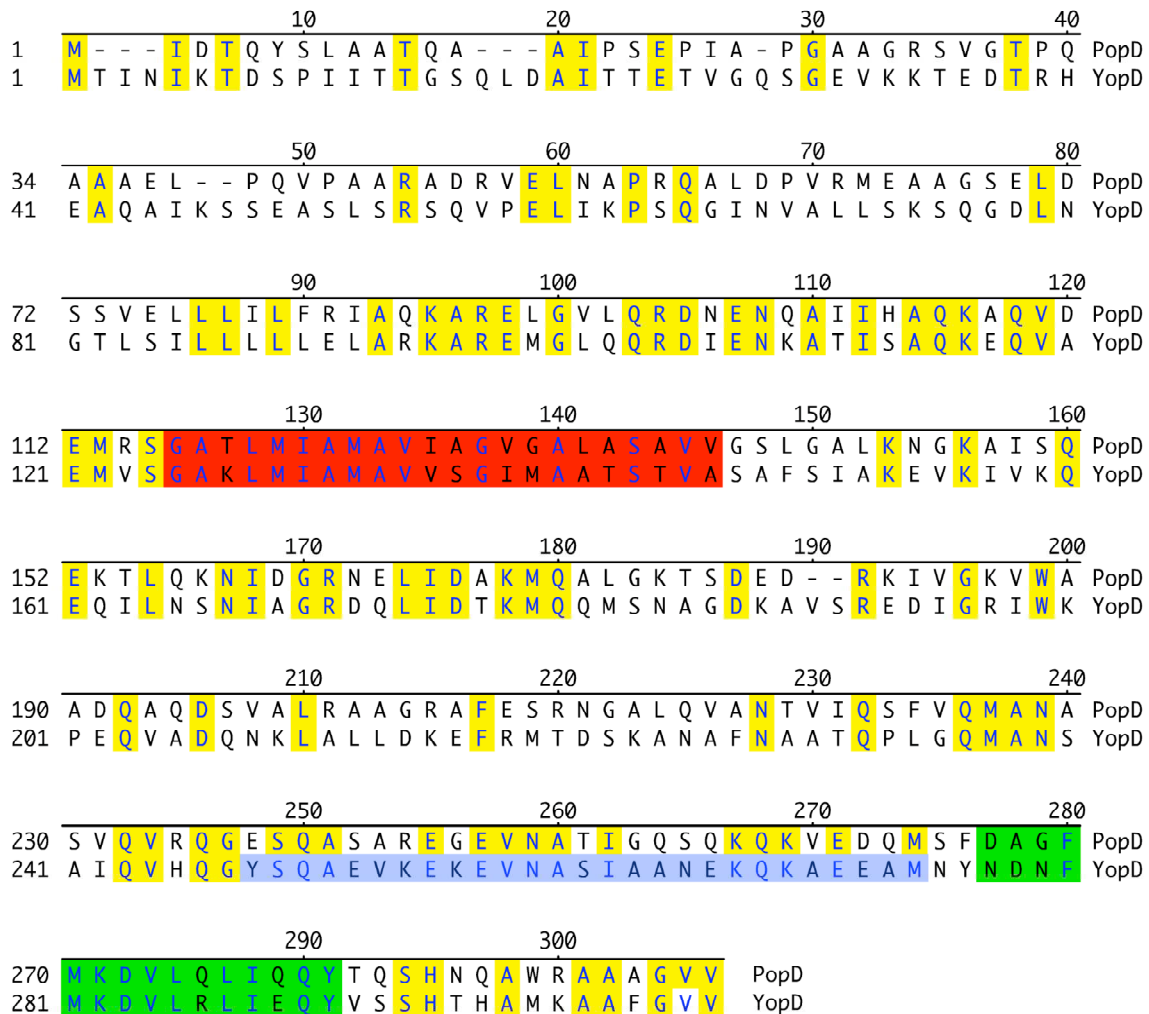 10 20 30 40
1 M - - - I D T Q Y S L A A T Q A - - - A I P S E P I A - P G A A G R S V G T P Q PopD
1 M T I N I K T D S P I I T T G S Q L D A I T T E T V G Q S G E V K K T E D T R H YopD
50 60 70 80
34 A A A E L - - P Q V P A A R A D R V E L N A P R Q A L D P V R M E A A G S E L D PopD
41 E A Q A I K S S E A S L S R S Q V P E L I K P S Q G I N V A L L S K S Q G D L N YopD
90 100 110 120
72 S S V E L L L I L F R I A Q K A R E L G V L Q R D N E N Q A I I H A Q K A Q V D PopD
81 G T L S I L L L L L E L A R K A R E M G L Q Q R D I E N K A T I S A Q K E Q V A YopD
130 140 150 160
112 E M R S G A T L M I A M A V I A G V G A L A S A V V G S L G A L K N G K A I S Q PopD
121 E M V S G A K L M I A M A V V S G I M A A T S T V A S A F S I A K E V K I V K Q YopD
170 180 190 200
152 E K T L Q K N I D G R N E L I D A K M Q A L G K T S D E D - - R K I V G K V W A PopD
161 E Q I L N S N I A G R D Q L I D T K M Q Q M S N A G D K A V S R E D I G R I W K YopD
210 220 230 240
190 A D Q A Q D S V A L R A A G R A F E S R N G A L Q V A N T V I Q S F V Q M A N A PopD
201 P E Q V A D Q N K L A L L D K E F R M T D S K A N A F N A A T Q P L G Q M A N S YopD
250 260 270 280
230 S V Q V R Q G E S Q A S A R E G E V N A T I G Q S Q K Q K V E D Q M S F D A G F PopD
241 A I Q V H Q G Y S Q A E V K E K E V N A S I A A N E K Q K A E E A M N Y N D N F YopD
290 300
270 M K D V L Q L I Q Q Y T Q S H N Q A W R A A A G V V PopD
281 M K D V L R L I E Q Y V S S H T H A M K A A F G V V YopD